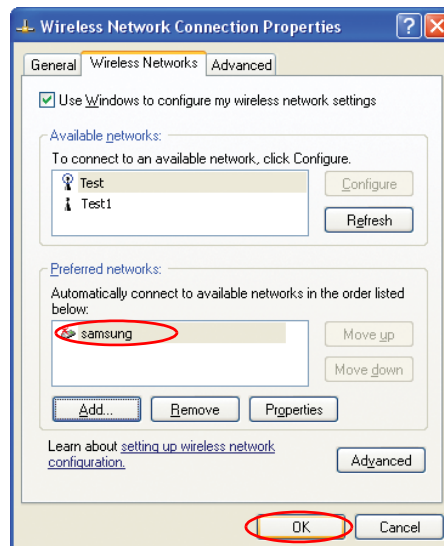 Wireless Network Connection Properties
General Wireless Networks Advanced
Use Windows to configure my wireless network settings
Available networks:
To connect to an available network, click Configure.
Test
Test1
Configure
Refresh
Preferred networks:
Automatically connect to available networks in the order listed
below:
samsung
Move up
Move down
Add... Remove Properties
Learn about setting up wireless network
configuration.
Advanced
OK Cancel